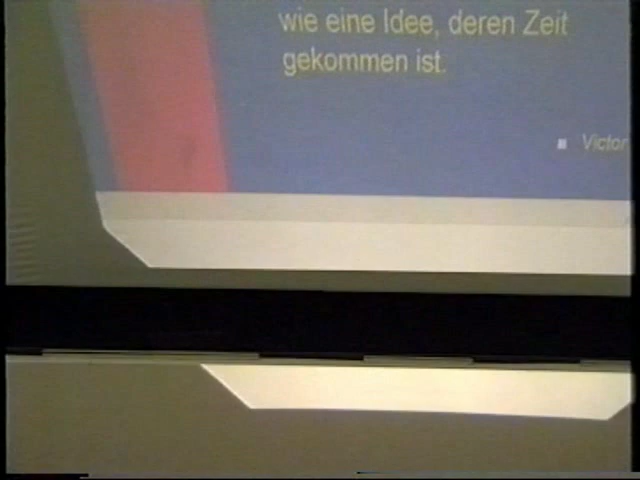 wie eine Idee, deren Zeit
gekommen ist.
Victor